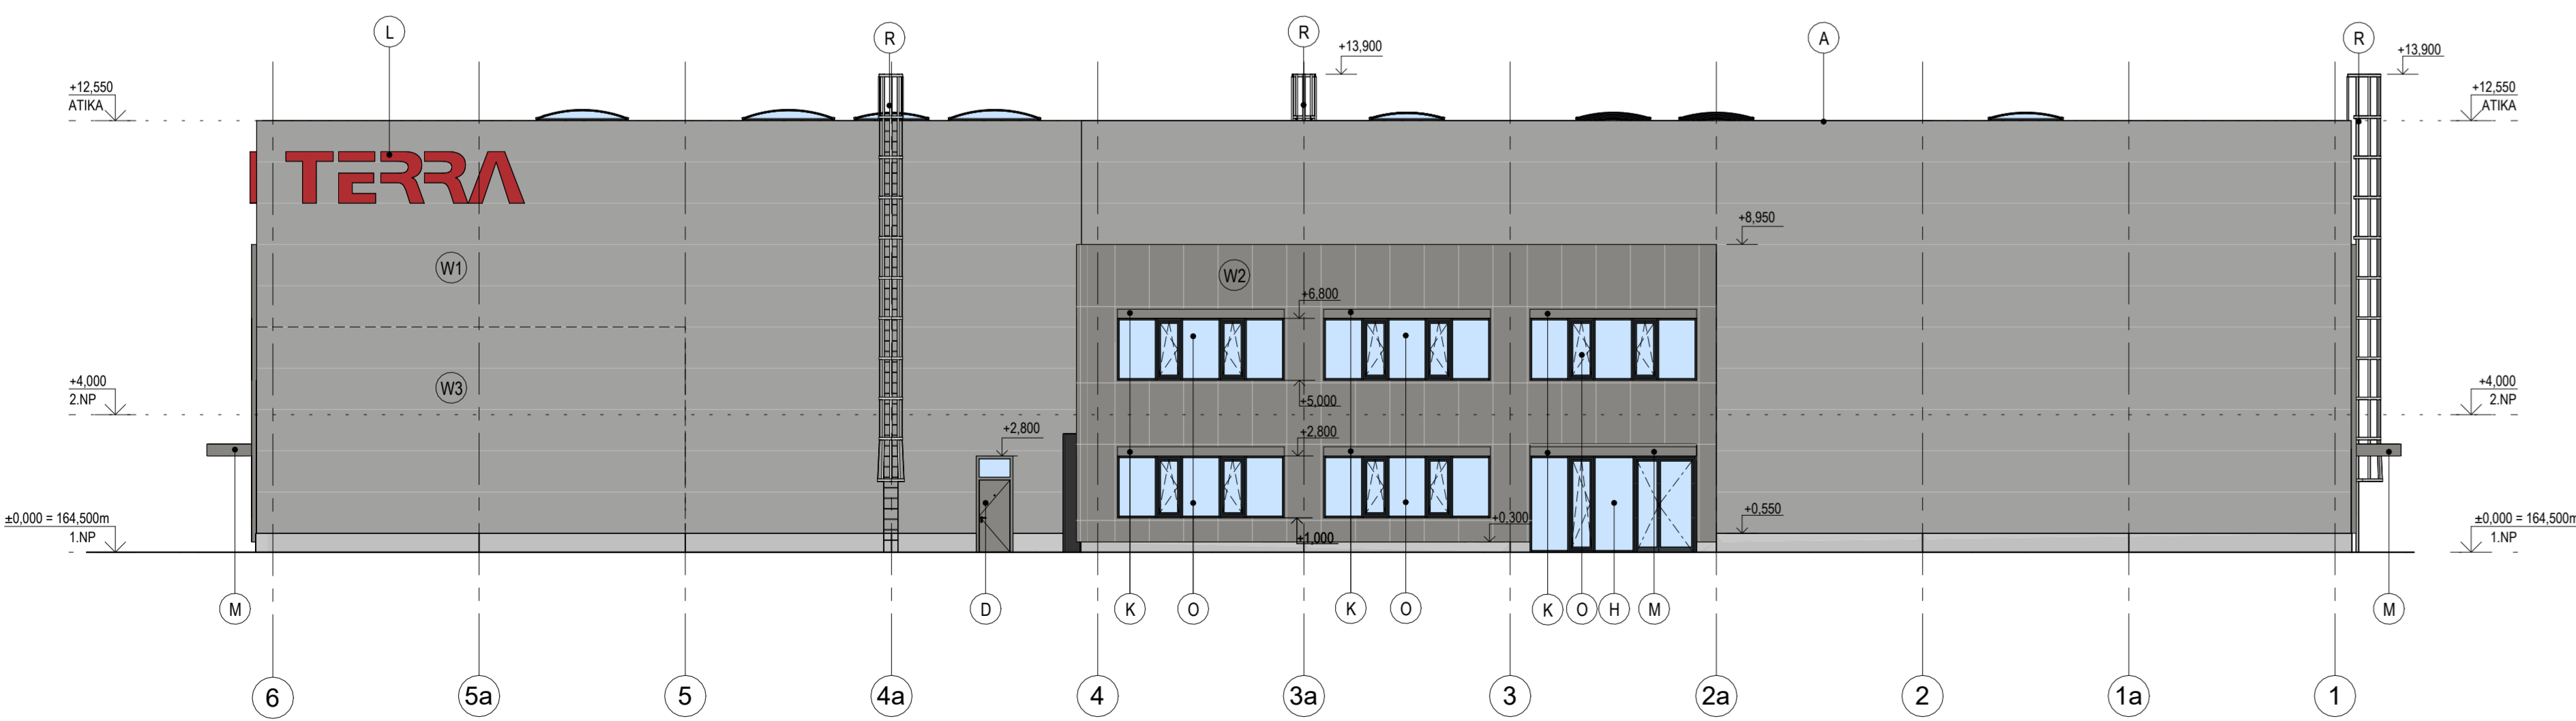 L
R
R
A
R
+13,900
+13,900
+12,550
ATIKA
+12,550
ATIKA
TERRA
+8,950
W1
W2
+6,800
+4,000
2.NP
W3
+5,000
+4,000
2.NP
+2,800
+2,800
±0,000 = 164,500m
1.NP
+0,300
+0,550
+1,000
±0,000 = 164,500m
1.NP
M
D
K
O
K
O
K
O
H
M
M
6
5a
5
4a
4
3a
3
2a
2
1a
1